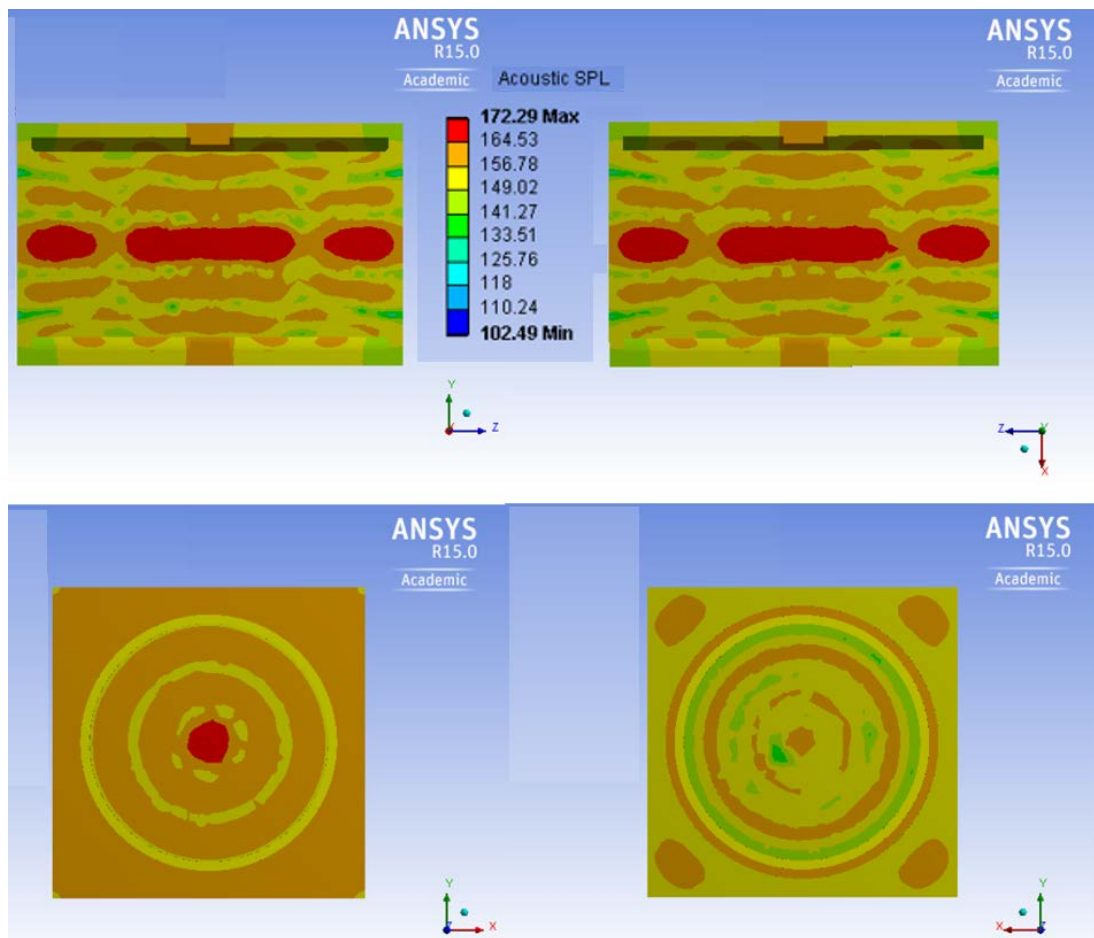 ANSYS
R15.0
Academic
Acoustic SPL
172.29 Max
164.53
156.78
149.02
141.27
133.51
125.76
118
110.24
102.49 Min
Y
Z
ANSYS
R15.0
Academic
Z
Y
X
ANSYS
R15.0
Academic
Y
Z
X
ANSYS
R15.0
Academic
Y
X
Z